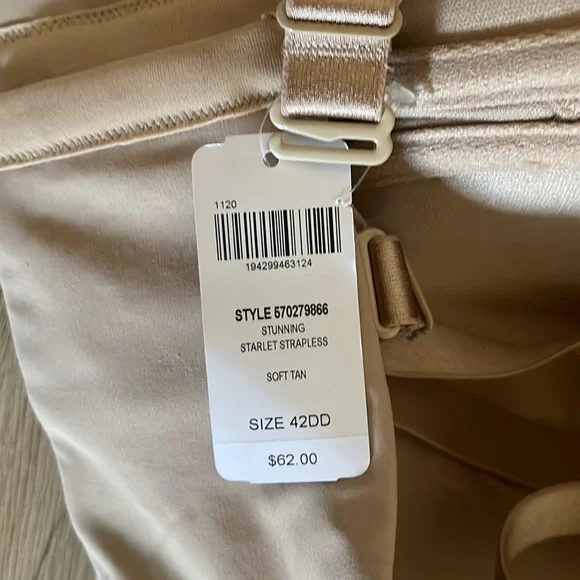 1120
194299463124
STYLE 570279866
STUNNING
STARLET STRAPLESS
SOFT TAN
SIZE 42DD
$62.00